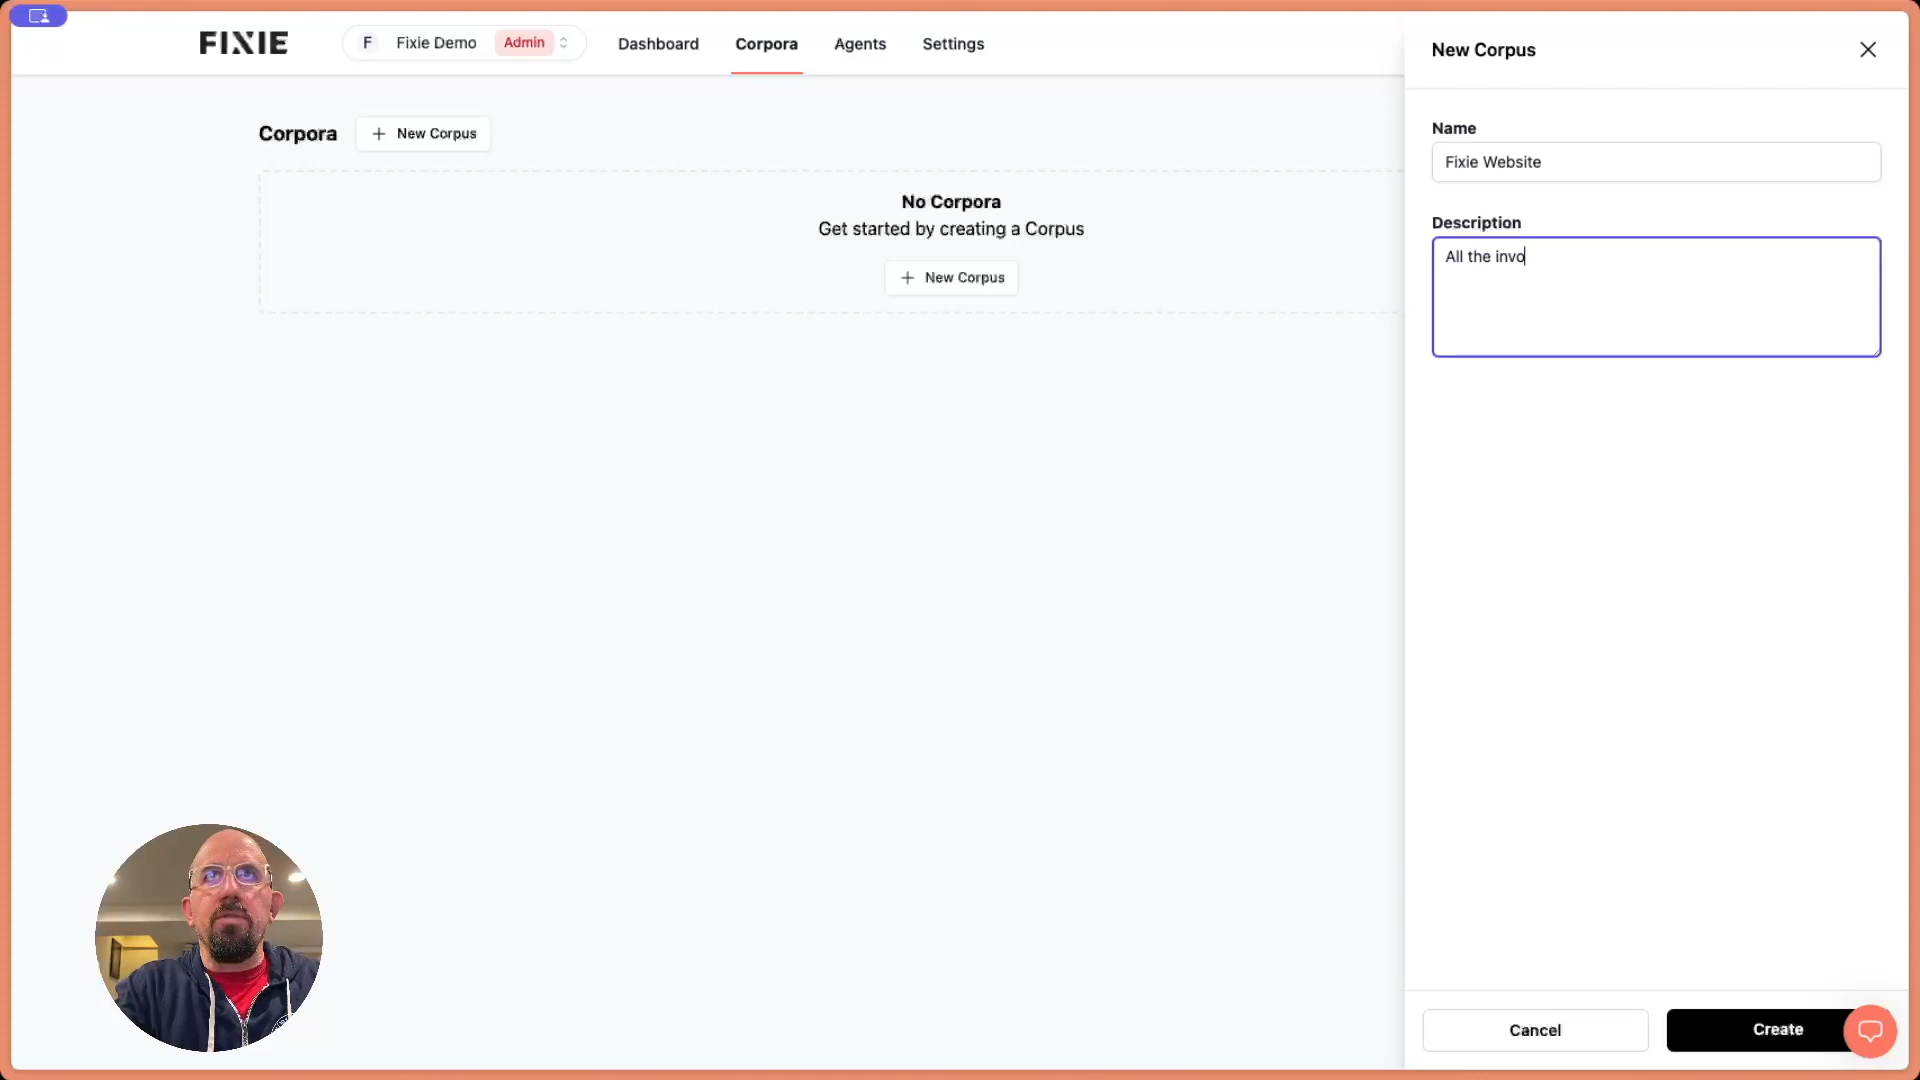 FIXIE
F Fixie Demo Admin
Dashboard
Corpora
Agents
Settings
Corpora
+ New Corpus
No Corpora
Get started by creating a Corpus
+ New Corpus
New Corpus
Name
Fixie Website
Description
All the invo
Cancel
Create